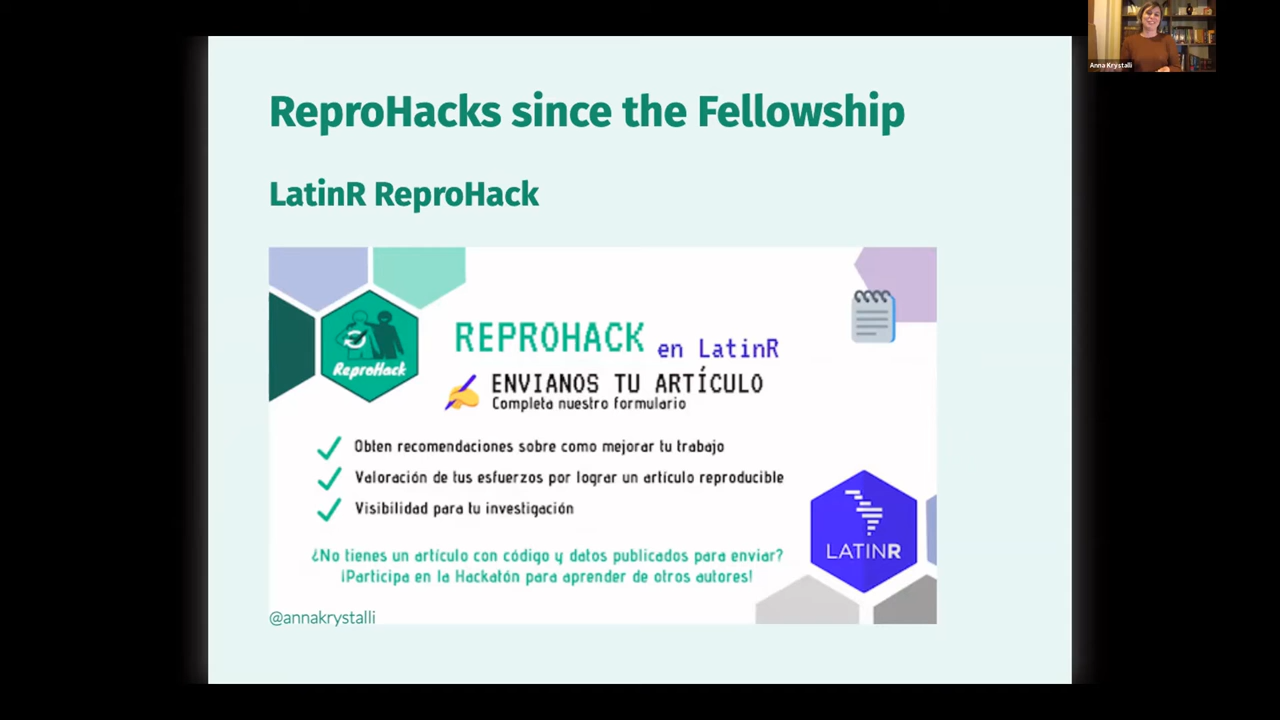 Anna Krystalli
ReproHacks since the Fellowship
LatinR ReproHack
REPROHACK en LatinR
ReproHack
ENVIANOS TU ARTÍCULO
Completa nuestro formulario
Obten recomendaciones sobre como mejorar tu trabajo
Valoración de tus esfuerzos por lograr un artículo reproducible
Visibilidad para tu investigación
LATINR
¿No tienes un artículo con código y datos publicados para enviar?
¡Participa en la Hackatón para aprender de otros autores!
@annakrystalli